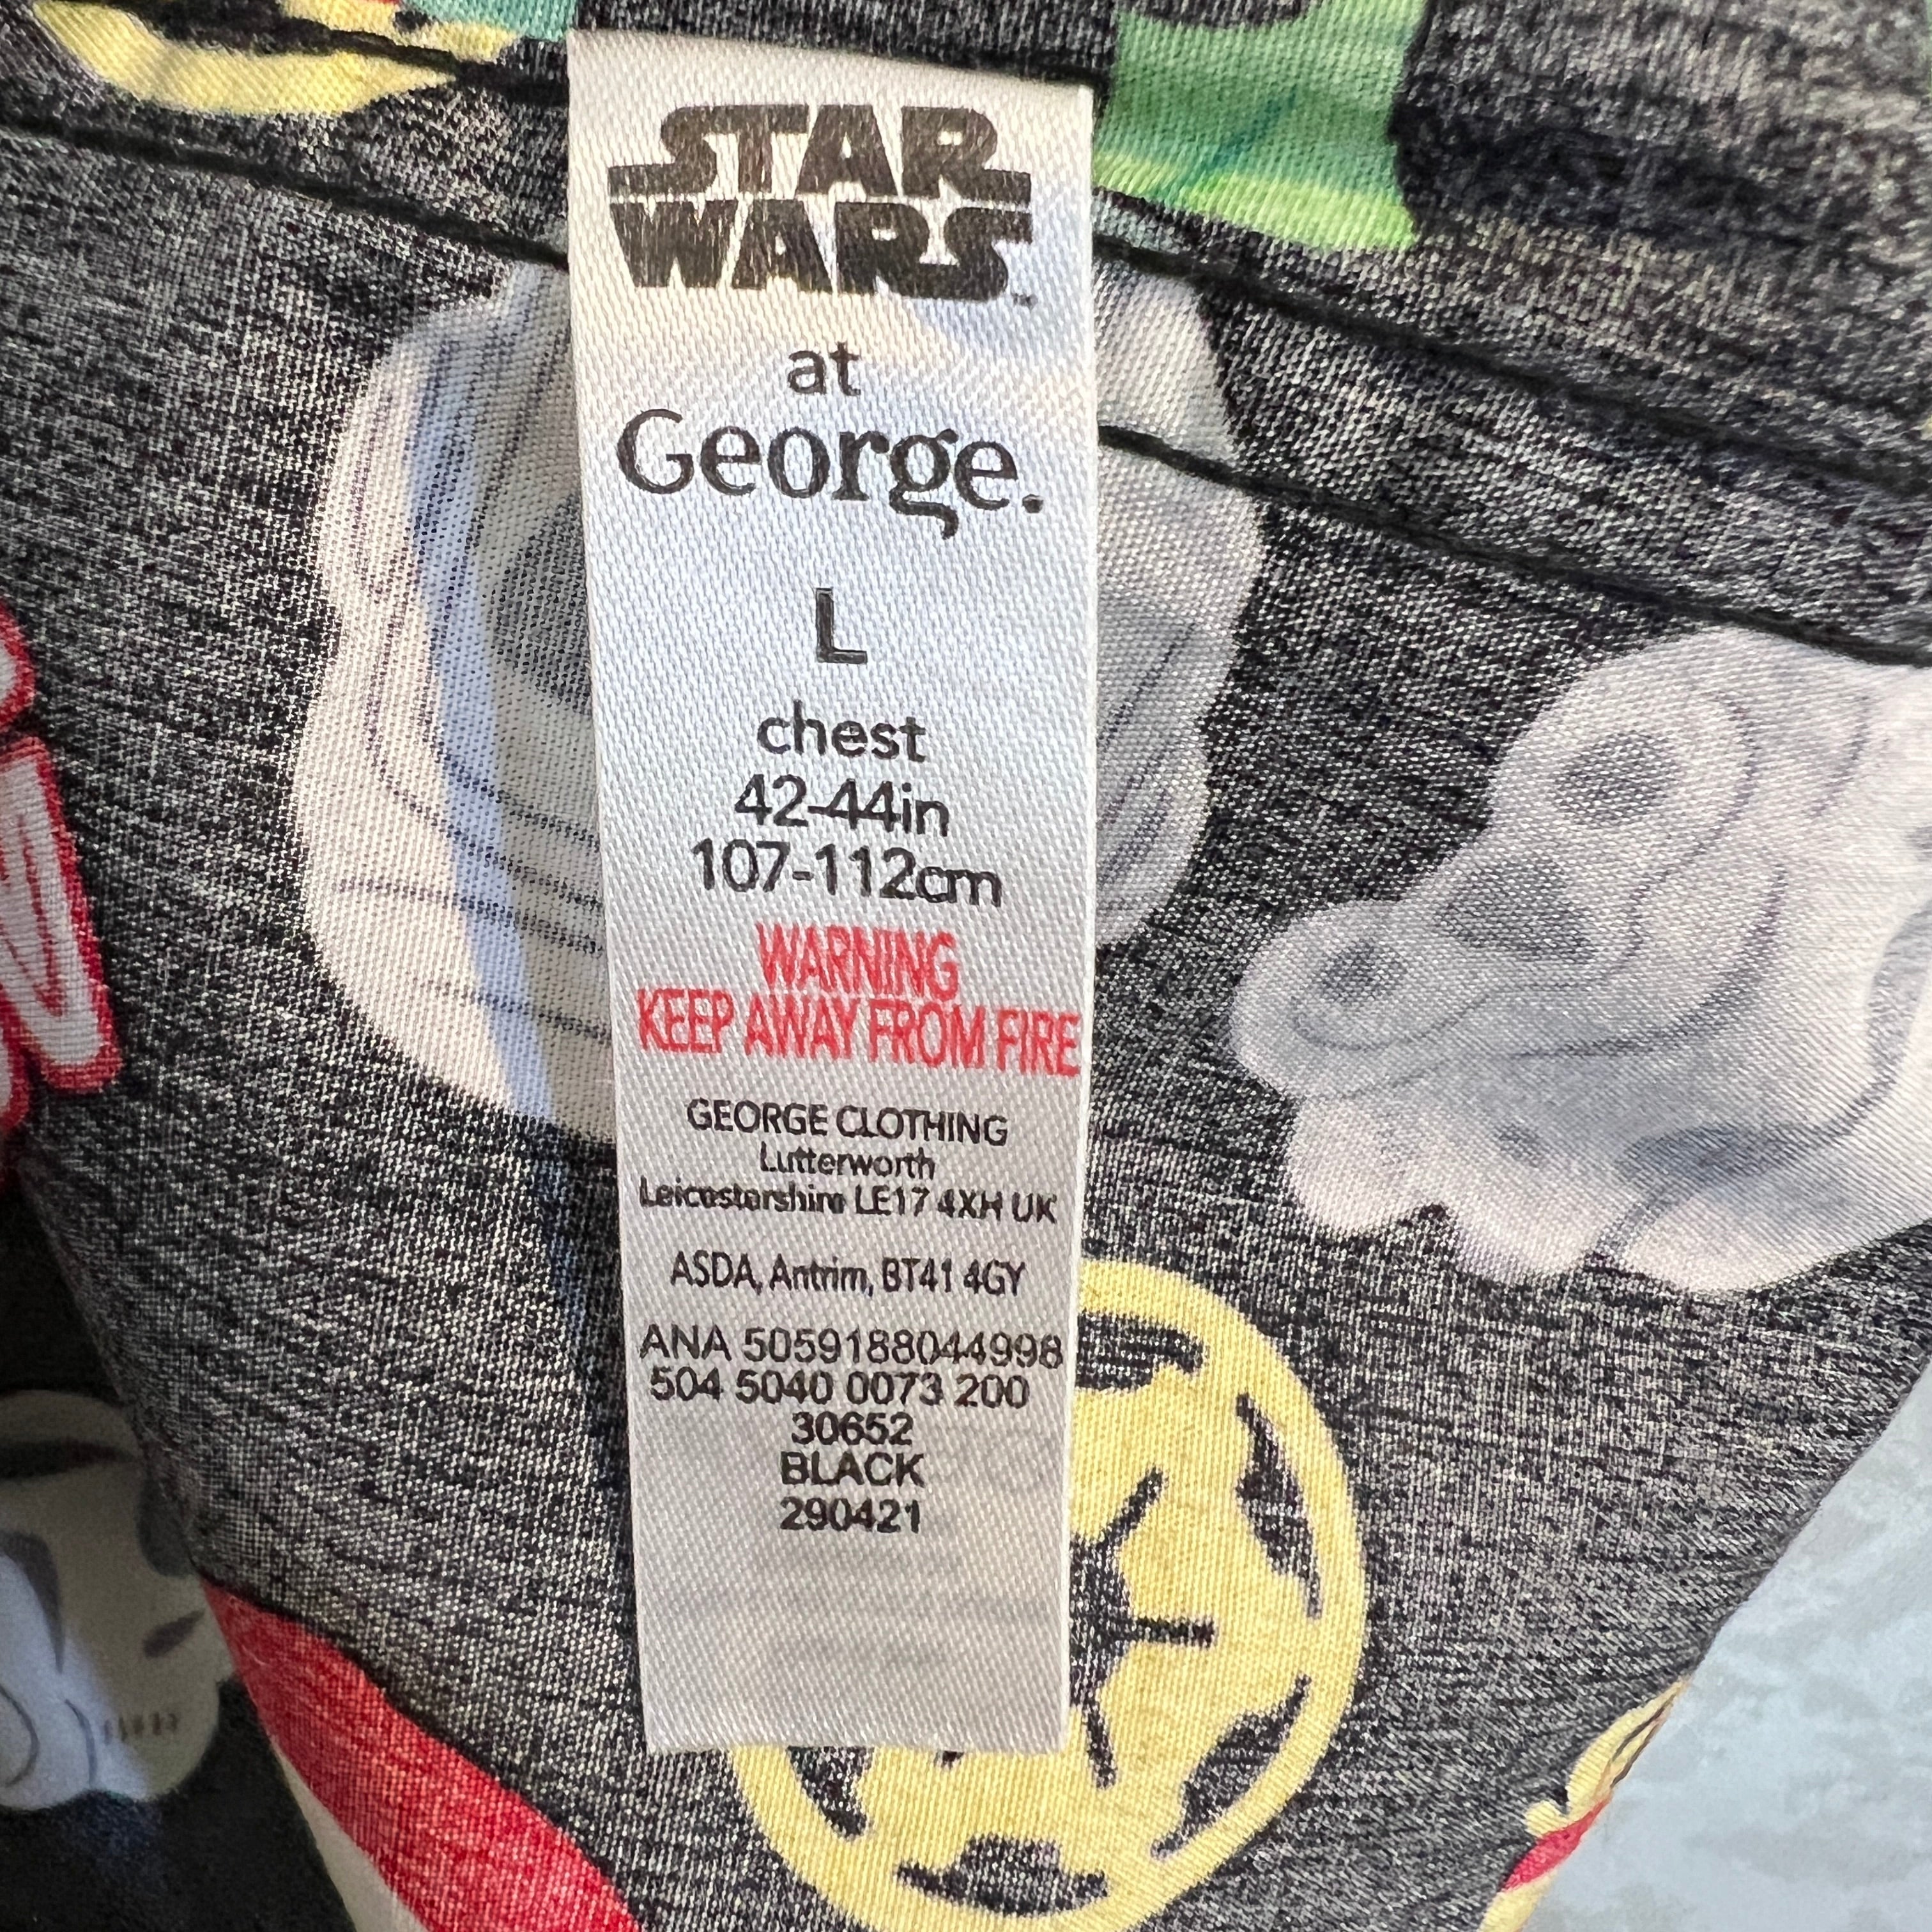 STAR
WARS
at
George.
L
chest
42-44in
107-112cm
WARNING
KEEP AWAY FROM FIRE
GEORGE CLOTHING
Lutterworth
Leicestershire LE17 4XH UK
ASDA, Antrim, BT41 4GY
ANA 5059188044998
504 5040 0073 200
30652
BLACK
290421